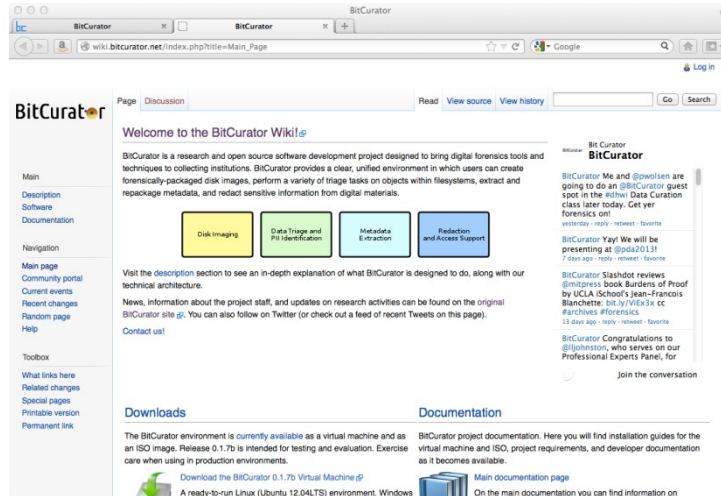 BitCurator
BitCurator
BitCurator
wiki.bitcurator.net/index.php?title=Main_Page
Google
Log in
BitCurator
Page Discussion
Read View source View history
Go Search
Main
Description
Software
Documentation
Navigation
Main page
Community portal
Current events
Recent changes
Random page
Help
Toolbox
What links here
Related changes
Special pages
Printable version
Permanent link
Welcome to the BitCurator Wiki!
BitCurator is a research and open source software development project designed to bring digital forensics tools and
techniques to collecting institutions. BitCurator provides a clear, unified environment in which users can create
forensically-packaged disk images, perform a variety of triage tasks on objects within filesystems, extract and
repackage metadata, and redact sensitive information from digital materials.
Disk Imaging
Data Triage and
PII Identification
Metadata
Extraction
Redaction
and Access Support
Visit the description section to see an in-depth explanation of what BitCurator is designed to do, along with our
technical architecture.
News, information about the project staff, and updates on research activities can be found on the original
BitCurator site. You can also follow on Twitter (or check out a feed of recent Tweets on this page).
Contact us!
Bit Curator
BitCurator
BitCurator Me and @pwolsen are
going to do an @BitCurator guest
spot in the #dhwi Data Curation
class later today. Get yer
forensics on!
yesterday · reply · retweet · favorite
BitCurator Yay! We will be
presenting at @pda2013!
7 days ago · reply · retweet · favorite
BitCurator Slashdot reviews
@mitpress book Burdens of Proof
by UCLA iSchool's Jean-Francois
Blanchette: bit.ly/ViEx3x cc
#archives #forensics
13 days ago · reply · retweet · favorite
BitCurator Congratulations to
@lljohnston, who serves on our
Professional Experts Panel, for
Join the conversation
Downloads
The BitCurator environment is currently available as a virtual machine and as
an ISO image. Release 0.1.7b is intended for testing and evaluation. Exercise
care when using in production environments.
Download the BitCurator 0.1.7b Virtual Machine
A ready-to-run Linux (Ubuntu 12.04LTS) environment. Windows
Documentation
BitCurator project documentation. Here you will find installation guides for the
virtual machine and ISO, project requirements, and developer documentation
as it becomes available.
Main documentation page
On the main documentation you can find information on